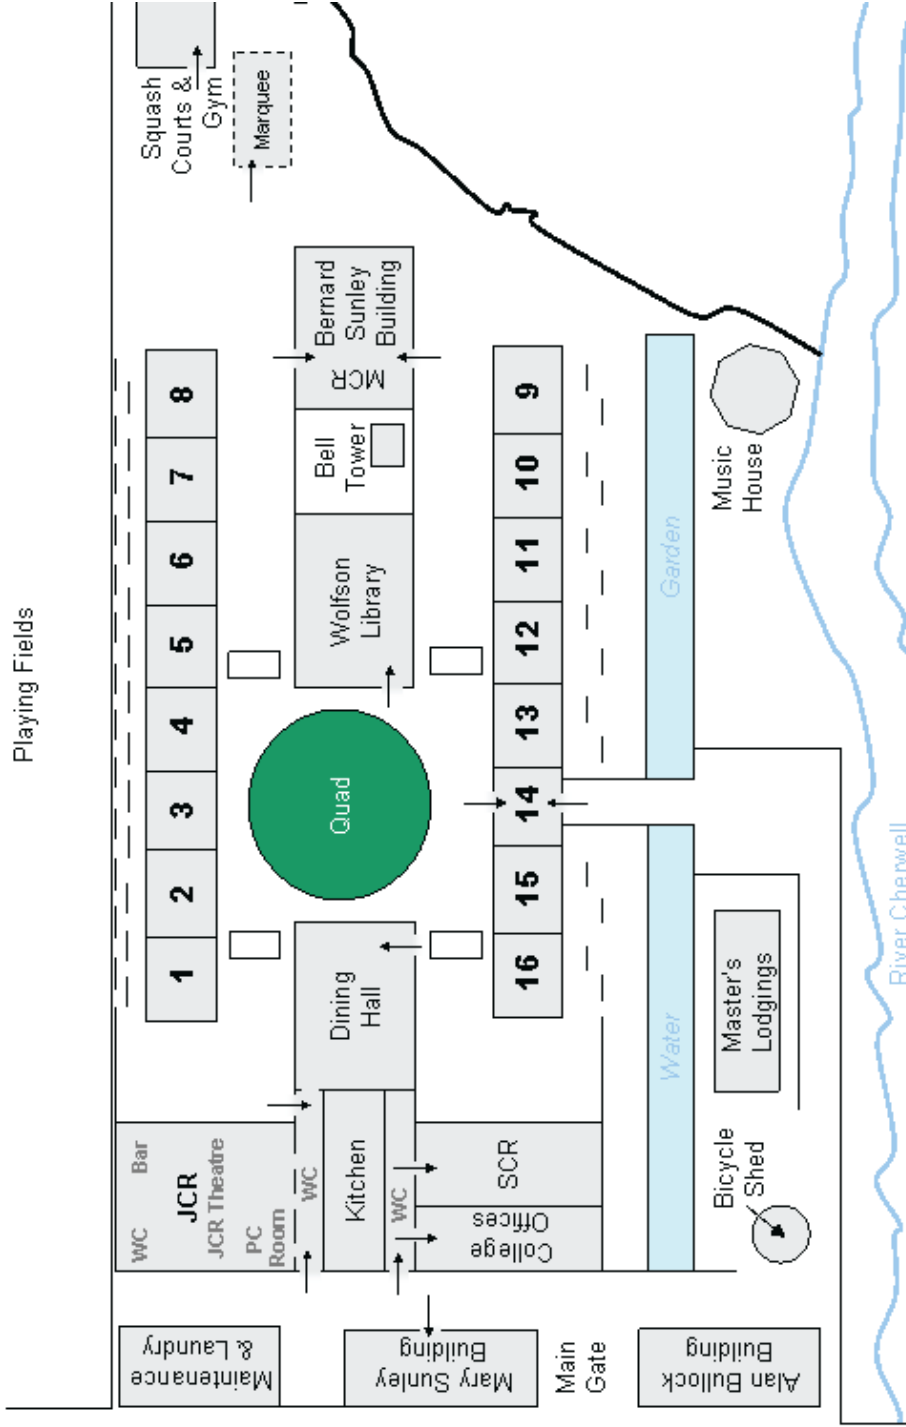 Playing Fields
Squash
Courts &
Gym
Marquee
1
2
3
4
5
6
7
8
Bernard
Sunley
Building
MCR
Bell
Tower
Wolfson
Library
Quad
Dining
Hall
Kitchen
WC
WC
WC
Bar
JCR
JCR Theatre
PC
Room
SCR
College
Offices
16
15
14
13
12
11
10
9
Water
Garden
Music
House
Master's
Lodgings
Bicycle
Shed
River Cherwell
Maintenance
& Laundry
Mary Sunley
Building
Main
Gate
Alan Bullock
Building